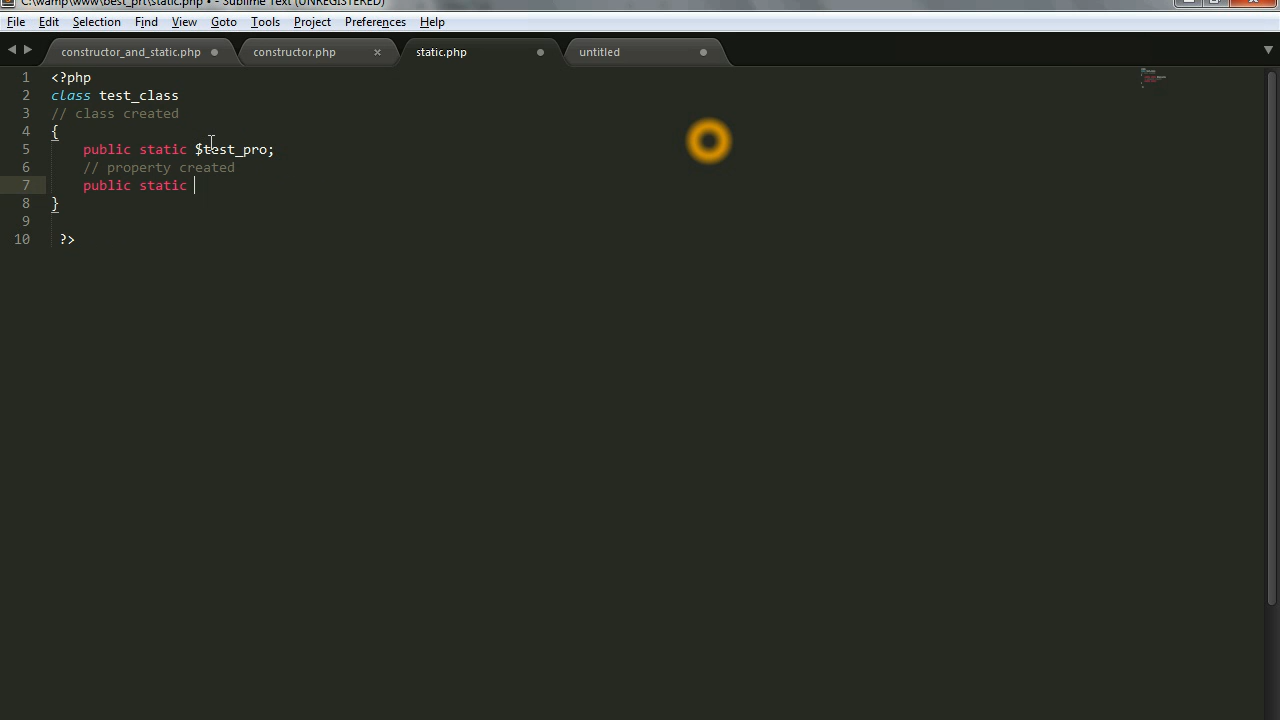 C:\wamp\www\best_prt\static.php • - Sublime Text (UNREGISTERED)
File Edit Selection Find View Goto Tools Project Preferences Help
constructor_and_static.php constructor.php static.php untitled
1 <?php
2 class test_class
3 // class created
4 {
5 public static $test_pro;
6 // property created
7 public static
8 }
9
10 ?>